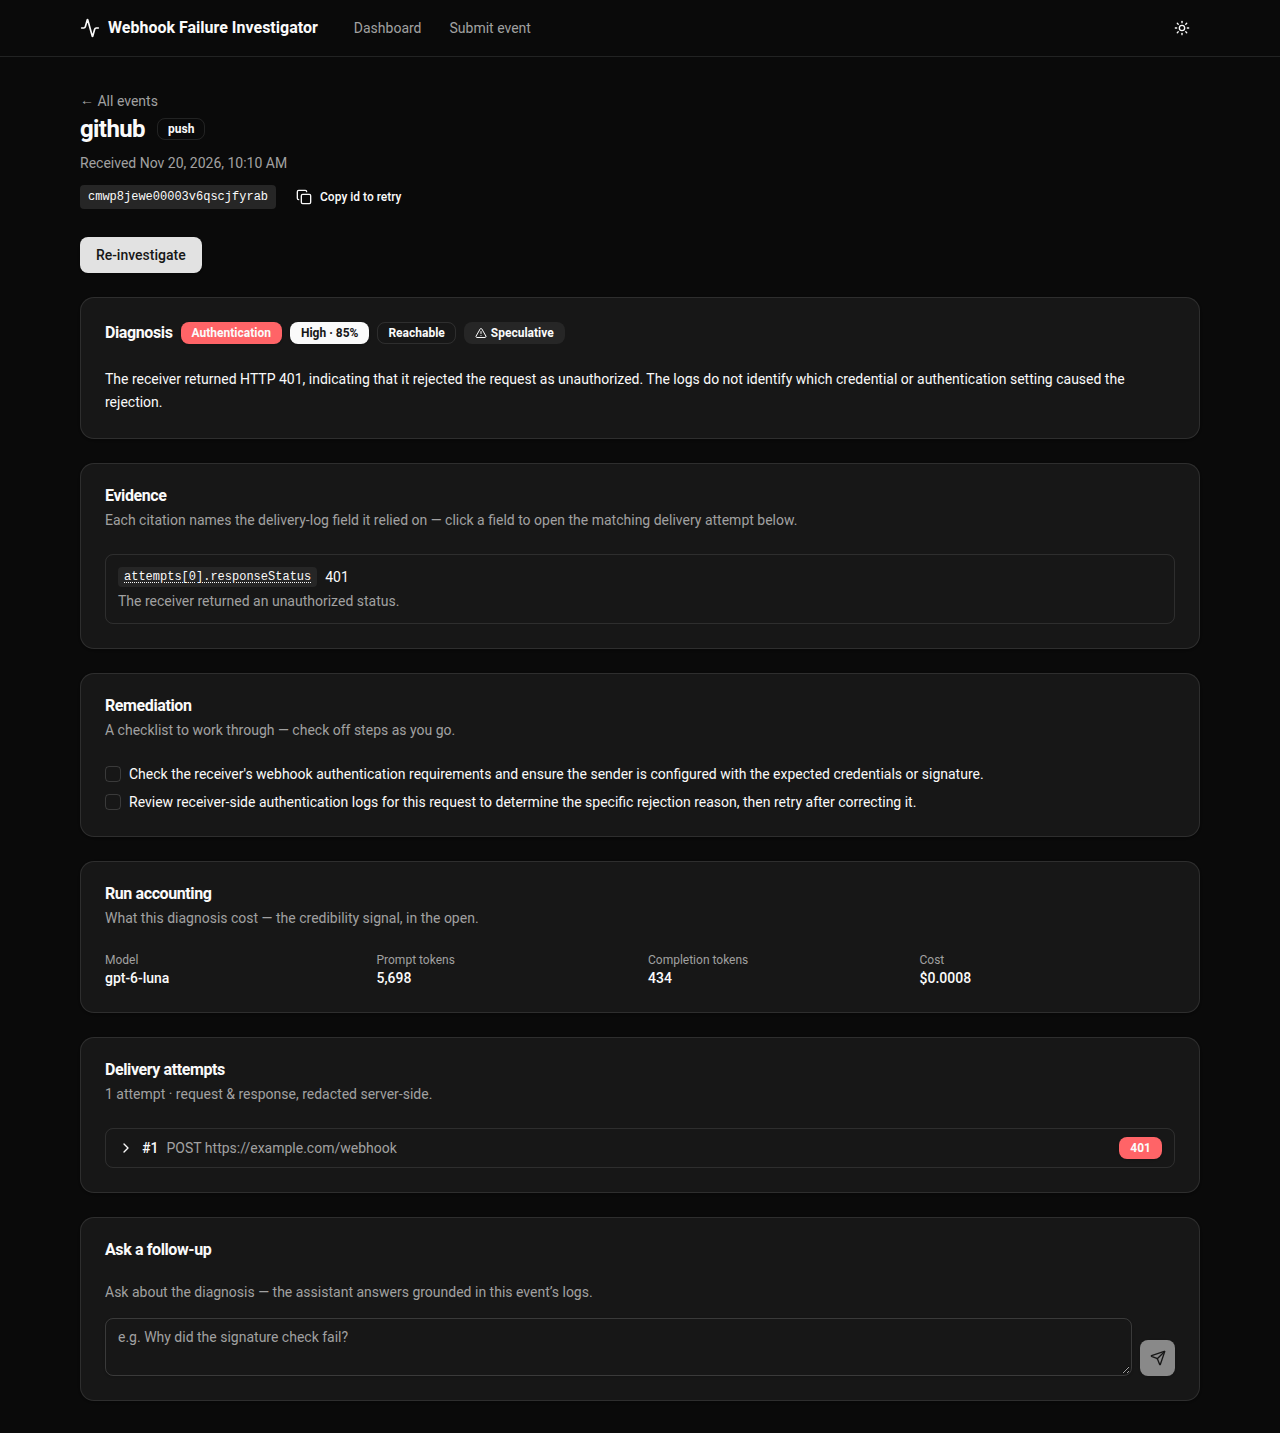 Webhook Failure Investigator Dashboard Submit event
← All events
github push
Received Nov 20, 2026, 10:10 AM
cmwp8jewe00003v6qscjfyrab Copy id to retry
Re-investigate
Diagnosis Authentication High · 85% Reachable Speculative
The receiver returned HTTP 401, indicating that it rejected the request as unauthorized. The logs do not identify which credential or authentication setting caused the
rejection.
Evidence
Each citation names the delivery-log field it relied on — click a field to open the matching delivery attempt below.
attempts[0].responseStatus 401
The receiver returned an unauthorized status.
Remediation
A checklist to work through — check off steps as you go.
Check the receiver's webhook authentication requirements and ensure the sender is configured with the expected credentials or signature.
Review receiver-side authentication logs for this request to determine the specific rejection reason, then retry after correcting it.
Run accounting
What this diagnosis cost — the credibility signal, in the open.
Model Prompt tokens Completion tokens Cost
gpt-6-luna 5,698 434 $0.0008
Delivery attempts
1 attempt · request & response, redacted server-side.
#1 POST https://example.com/webhook 401
Ask a follow-up
Ask about the diagnosis — the assistant answers grounded in this event’s logs.
e.g. Why did the signature check fail?